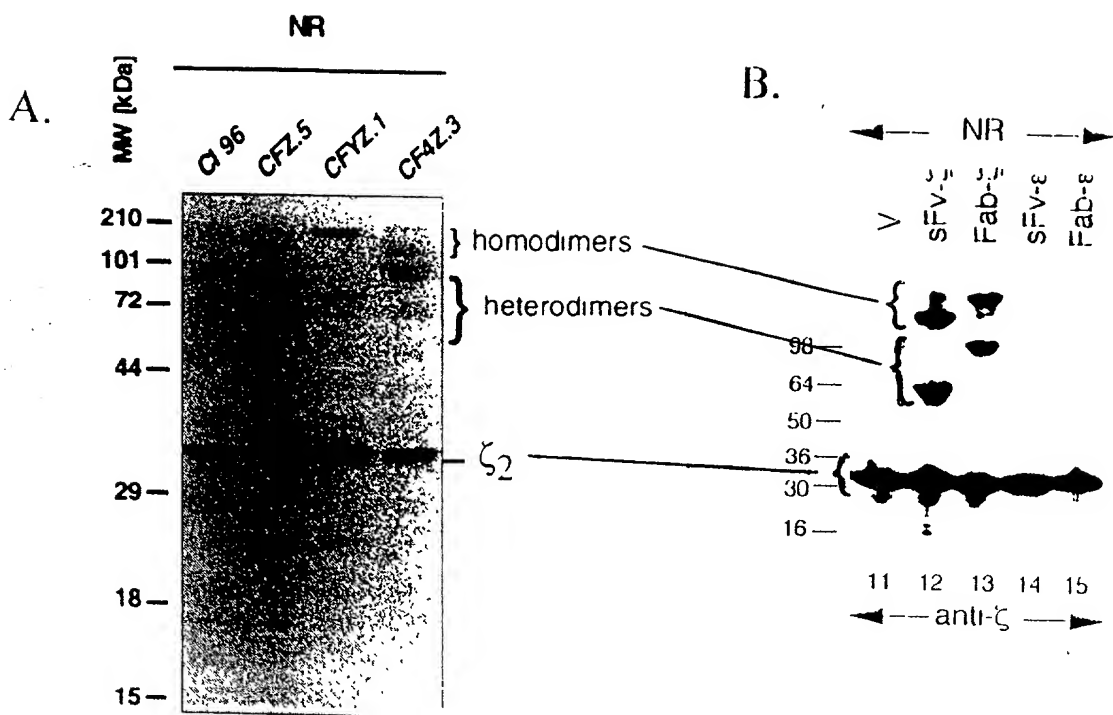 A.
NR
MW [kDa]
CI 96
CFZ.5
CFYZ.1
CF4Z.3
210
101
72
44
29
18
15
homodimers
heterodimers
ζ2
B.
NR
V
sFv-ξ
Fab-ξ
sFv-ε
Fab-ε
98
64
50
36
30
16
11 12 13 14 15
anti-ζ